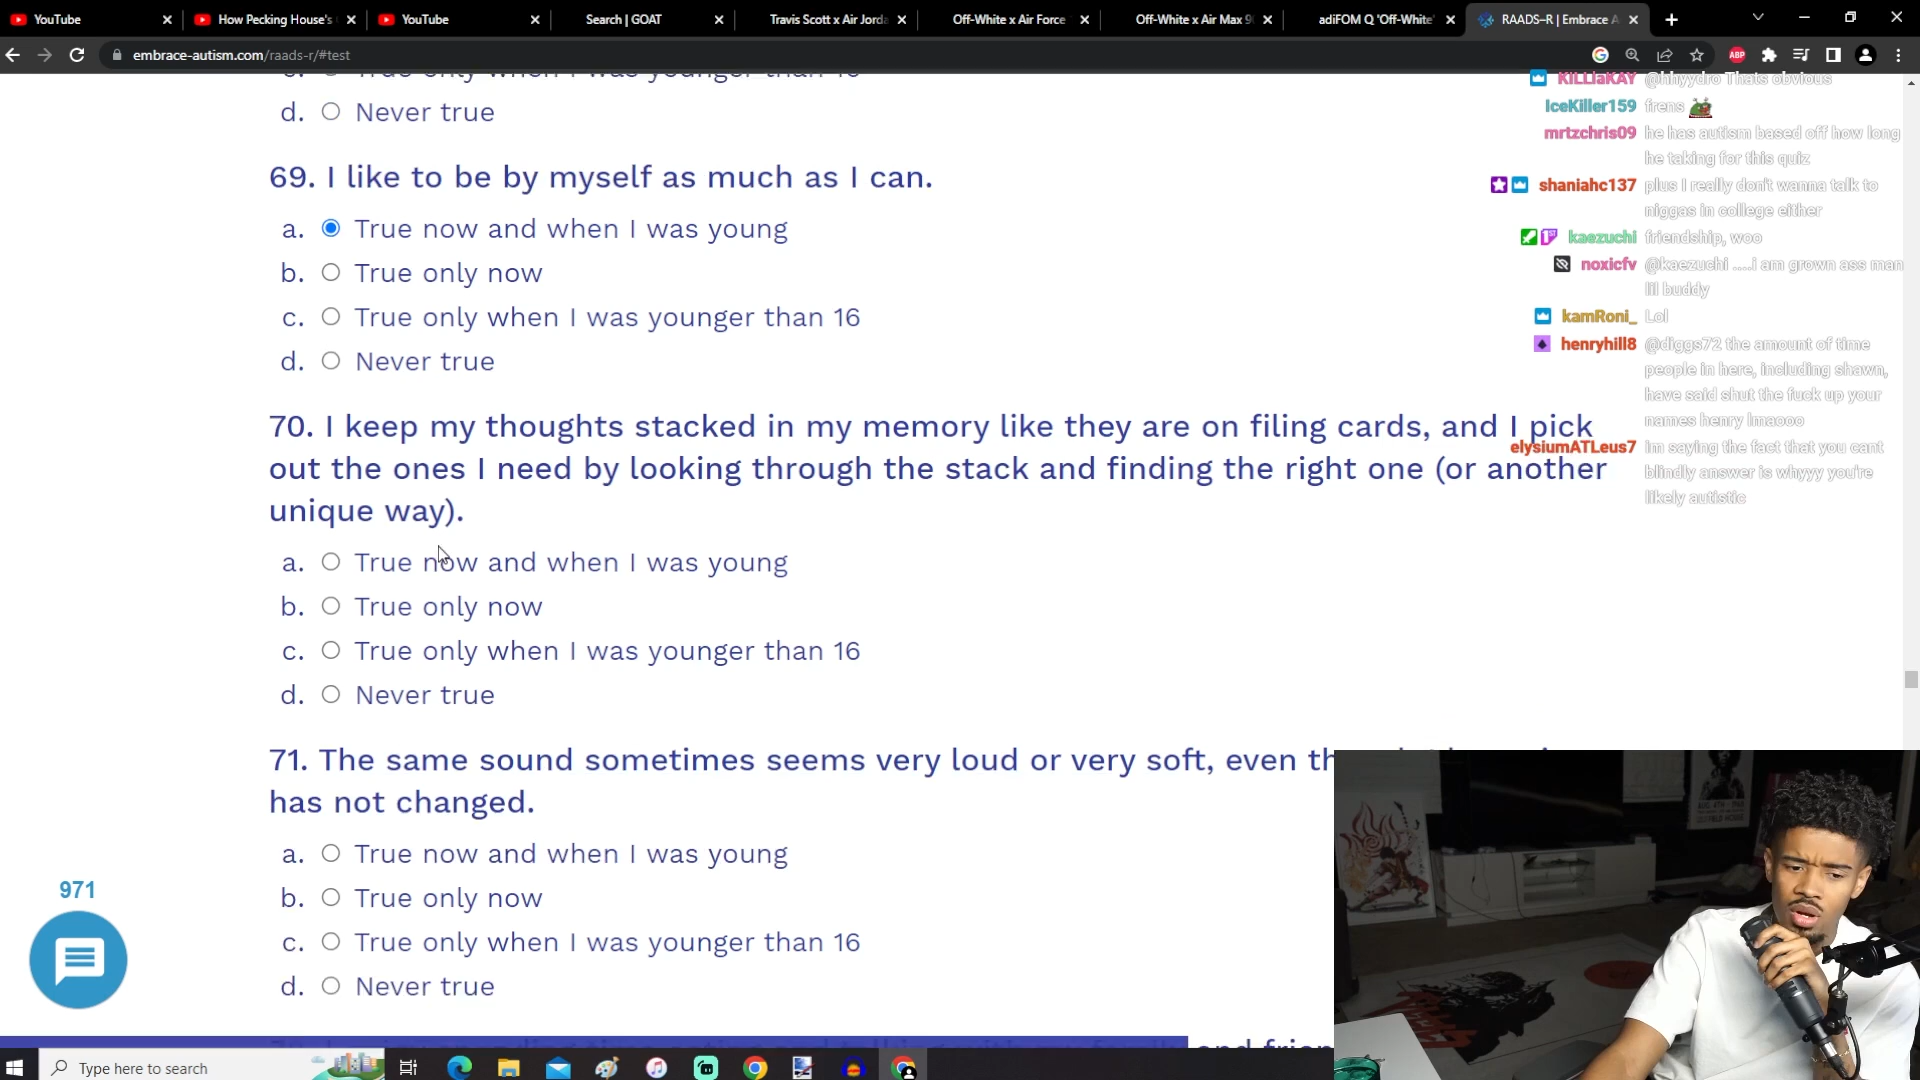 YouTube
How Pecking House's
YouTube
Search | GOAT
Travis Scott x Air Jorda
Off-White x Air Force
Off-White x Air Max 9
adiFOM Q 'Off-White'
RAADS–R | Embrace A
embrace-autism.com/raads-r/#test
ABP
c. True only when I was younger than 16
d. Never true
69. I like to be by myself as much as I can.
a. True now and when I was young
b. True only now
c. True only when I was younger than 16
d. Never true
70. I keep my thoughts stacked in my memory like they are on filing cards, and I pick
out the ones I need by looking through the stack and finding the right one (or another
unique way).
a. True now and when I was young
b. True only now
c. True only when I was younger than 16
d. Never true
71. The same sound sometimes seems very loud or very soft, even th
has not changed.
a. True now and when I was young
b. True only now
c. True only when I was younger than 16
d. Never true
and frien
971
KILLIaKAY @hhyydro Thats obvious
IceKiller159 frens
mrtzchris09 he has autism based off how long
he taking for this quiz
shaniahc137 plus I really don't wanna talk to
niggas in college either
kaezuchi friendship, woo
noxicfv @kaezuchi ....i am grown ass man
lil buddy
kamRoni_ Lol
henryhill8 @diggs72 the amount of time
people in here, including shawn,
have said shut the fuck up your
names henry lmaooo
elysiumATLeus7 Im saying the fact that you cant
blindly answer is whyyy you're
likely autistic
Type here to search